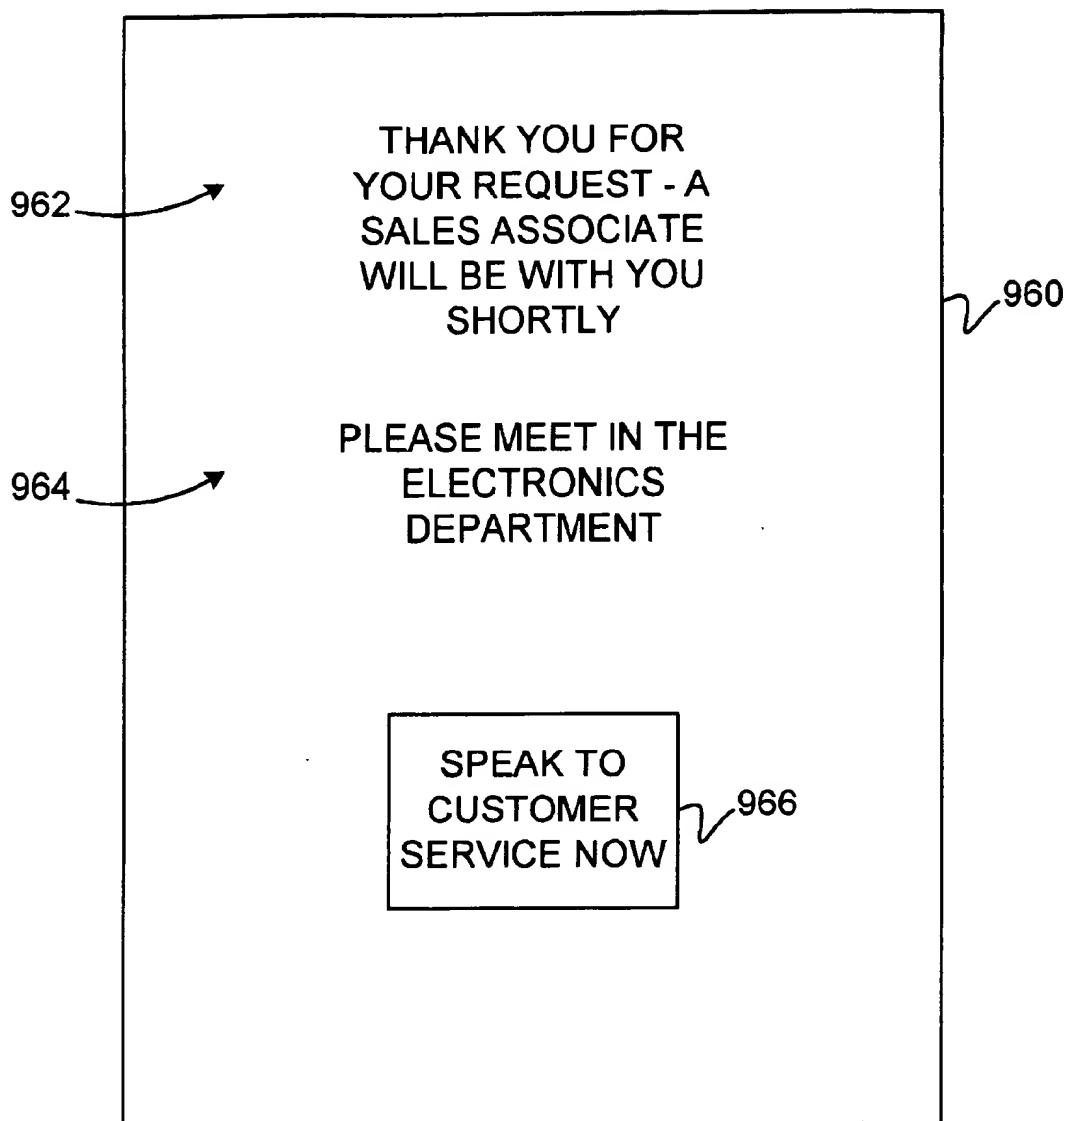 THANK YOU FOR
YOUR REQUEST - A
SALES ASSOCIATE
WILL BE WITH YOU
SHORTLY
962
960
PLEASE MEET IN THE
ELECTRONICS
DEPARTMENT
964
SPEAK TO
CUSTOMER
SERVICE NOW
966